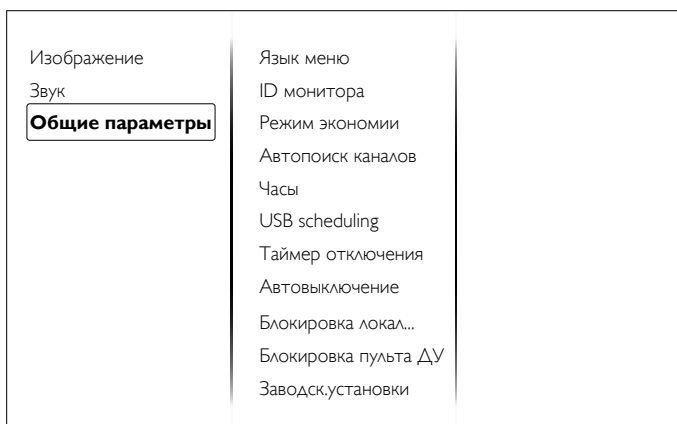 Изображение
Звук
Общие параметры
Язык меню
ID монитора
Режим экономии
Автопоиск каналов
Часы
USB scheduling
Таймер отключения
Автовыключение
Блокировка локал...
Блокировка пульта ДУ
Заводск.установки